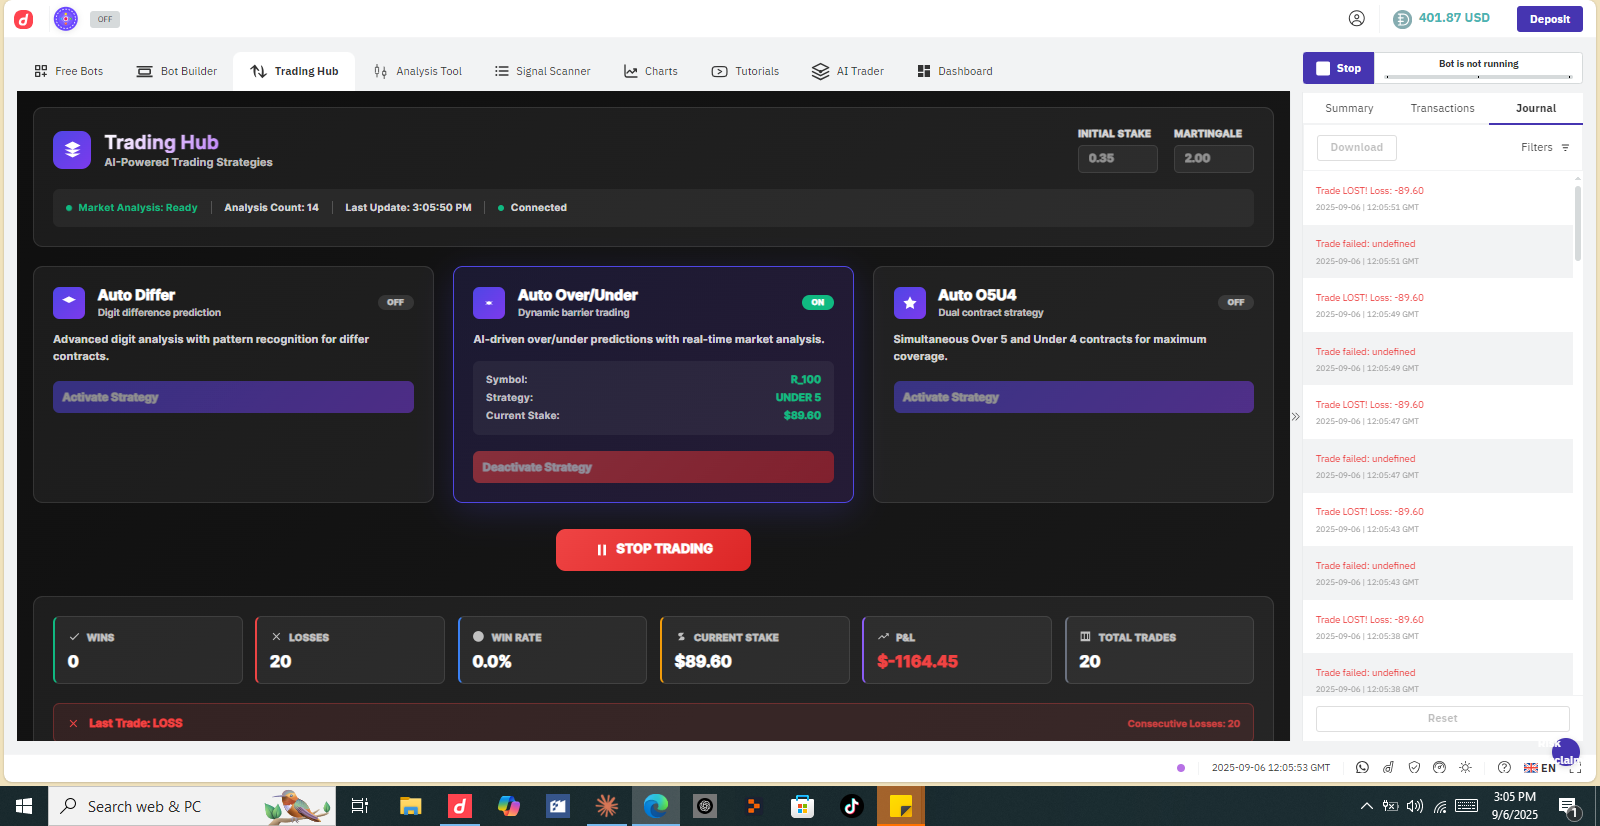 OFF
401.87 USD
Deposit
Free Bots
Bot Builder
Trading Hub
Analysis Tool
Signal Scanner
Charts
Tutorials
AI Trader
Dashboard
Stop
Bot is not running
Trading Hub
AI-Powered Trading Strategies
INITIAL STAKE
MARTINGALE
0.35
2.00
Market Analysis: Ready
Analysis Count: 14
Last Update: 3:05:50 PM
Connected
Auto Differ
Digit difference prediction
OFF
Advanced digit analysis with pattern recognition for differ
contracts.
Activate Strategy
Auto Over/Under
Dynamic barrier trading
ON
AI-driven over/under predictions with real-time market analysis.
Symbol:
R_100
Strategy:
UNDER 5
Current Stake:
$89.60
Deactivate Strategy
Auto O5U4
Dual contract strategy
OFF
Simultaneous Over 5 and Under 4 contracts for maximum
coverage.
Activate Strategy
STOP TRADING
WINS
0
LOSSES
20
WIN RATE
0.0%
CURRENT STAKE
$89.60
P&L
$-1164.45
TOTAL TRADES
20
Last Trade: LOSS
Consecutive Losses: 20
Summary
Transactions
Journal
Download
Filters
Trade LOST! Loss: -89.60
2025-09-06 | 12:05:51 GMT
Trade failed: undefined
2025-09-06 | 12:05:51 GMT
Trade LOST! Loss: -89.60
2025-09-06 | 12:05:49 GMT
Trade failed: undefined
2025-09-06 | 12:05:49 GMT
Trade LOST! Loss: -89.60
2025-09-06 | 12:05:47 GMT
Trade failed: undefined
2025-09-06 | 12:05:47 GMT
Trade LOST! Loss: -89.60
2025-09-06 | 12:05:43 GMT
Trade failed: undefined
2025-09-06 | 12:05:43 GMT
Trade LOST! Loss: -89.60
2025-09-06 | 12:05:38 GMT
Trade failed: undefined
2025-09-06 | 12:05:38 GMT
Reset
2025-09-06 12:05:53 GMT
EN
Search web & PC
3:05 PM
9/6/2025
1